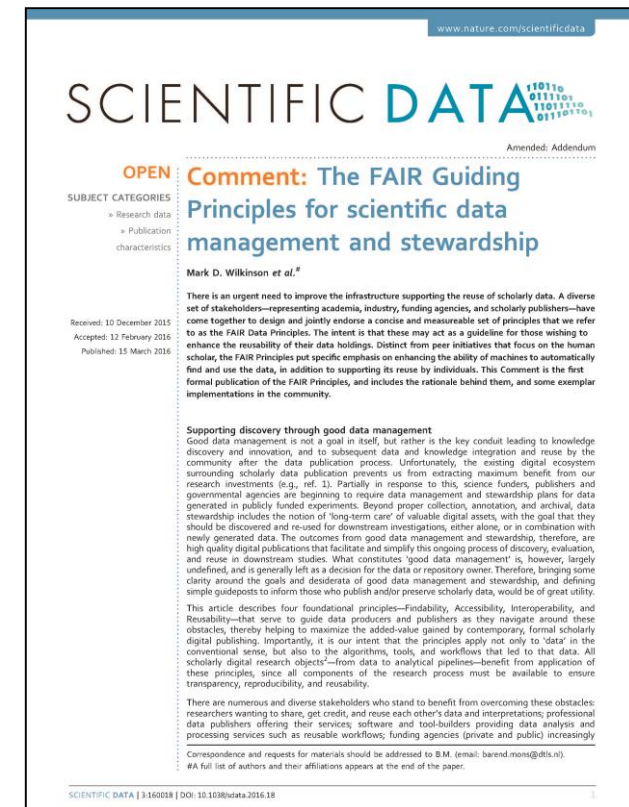 www.nature.com/scientificdata
SCIENTIFIC DATA
110110
0111101
11011110
011101101
Amended: Addendum
OPEN
SUBJECT CATEGORIES
» Research data
» Publication
characteristics
Received: 10 December 2015
Accepted: 12 February 2016
Published: 15 March 2016
Comment: The FAIR Guiding
Principles for scientific data
management and stewardship
Mark D. Wilkinson et al.#
There is an urgent need to improve the infrastructure supporting the reuse of scholarly data. A diverse
set of stakeholders—representing academia, industry, funding agencies, and scholarly publishers—have
come together to design and jointly endorse a concise and measureable set of principles that we refer
to as the FAIR Data Principles. The intent is that these may act as a guideline for those wishing to
enhance the reusability of their data holdings. Distinct from peer initiatives that focus on the human
scholar, the FAIR Principles put specific emphasis on enhancing the ability of machines to automatically
find and use the data, in addition to supporting its reuse by individuals. This Comment is the first
formal publication of the FAIR Principles, and includes the rationale behind them, and some exemplar
implementations in the community.
Supporting discovery through good data management
Good data management is not a goal in itself, but rather is the key conduit leading to knowledge
discovery and innovation, and to subsequent data and knowledge integration and reuse by the
community after the data publication process. Unfortunately, the existing digital ecosystem
surrounding scholarly data publication prevents us from extracting maximum benefit from our
research investments (e.g., ref. 1). Partially in response to this, science funders, publishers and
governmental agencies are beginning to require data management and stewardship plans for data
generated in publicly funded experiments. Beyond proper collection, annotation, and archival, data
stewardship includes the notion of 'long-term care' of valuable digital assets, with the goal that they
should be discovered and re-used for downstream investigations, either alone, or in combination with
newly generated data. The outcomes from good data management and stewardship, therefore, are
high quality digital publications that facilitate and simplify this ongoing process of discovery, evaluation,
and reuse in downstream studies. What constitutes 'good data management' is, however, largely
undefined, and is generally left as a decision for the data or repository owner. Therefore, bringing some
clarity around the goals and desiderata of good data management and stewardship, and defining
simple guideposts to inform those who publish and/or preserve scholarly data, would be of great utility.
This article describes four foundational principles—Findability, Accessibility, Interoperability, and
Reusability—that serve to guide data producers and publishers as they navigate around these
obstacles, thereby helping to maximize the added-value gained by contemporary, formal scholarly
digital publishing. Importantly, it is our intent that the principles apply not only to 'data' in the
conventional sense, but also to the algorithms, tools, and workflows that led to that data. All
scholarly digital research objects2—from data to analytical pipelines—benefit from application of
these principles, since all components of the research process must be available to ensure
transparency, reproducibility, and reusability.
There are numerous and diverse stakeholders who stand to benefit from overcoming these obstacles:
researchers wanting to share, get credit, and reuse each other's data and interpretations; professional
data publishers offering their services; software and tool-builders providing data analysis and
processing services such as reusable workflows; funding agencies (private and public) increasingly
Correspondence and requests for materials should be addressed to B.M. (email: barend.mons@dtls.nl).
#A full list of authors and their affiliations appears at the end of the paper.
SCIENTIFIC DATA | 3:160018 | DOI: 10.1038/sdata.2016.18
1